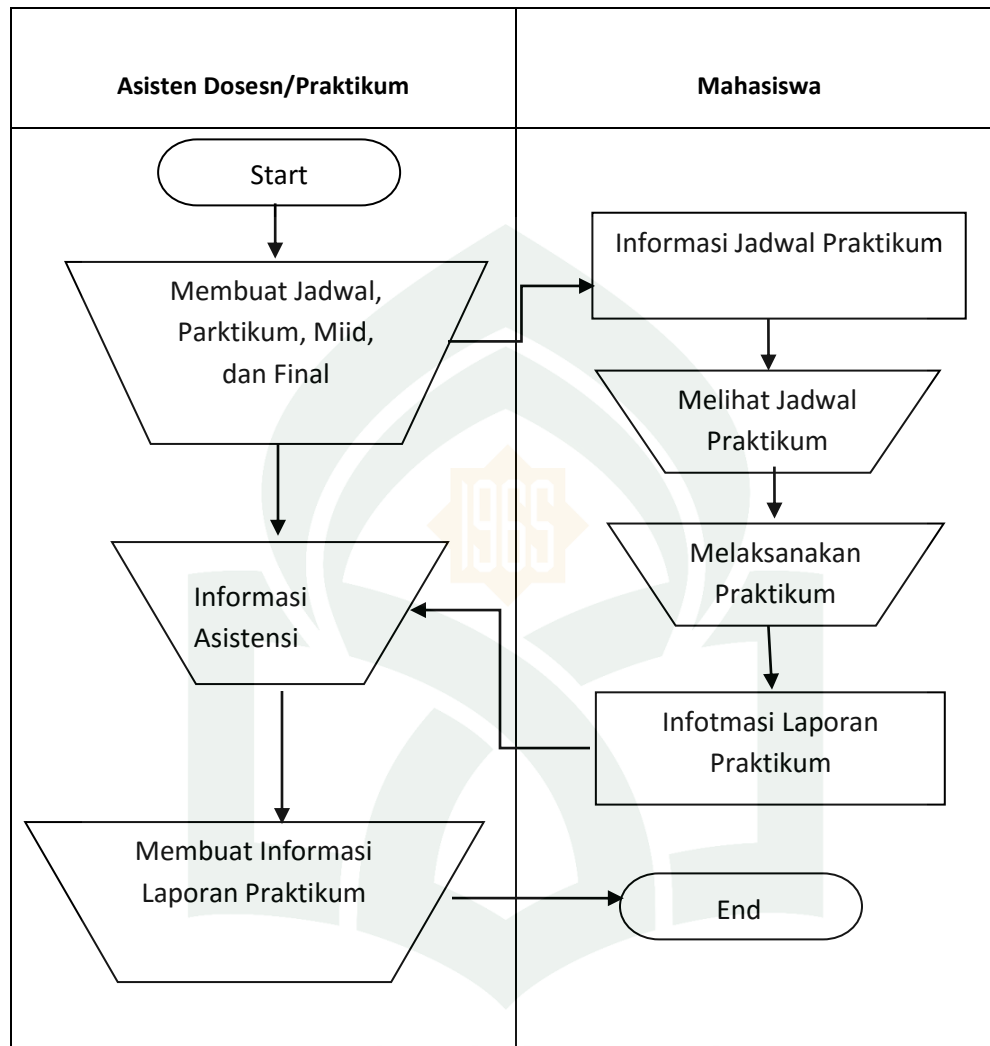 Asisten Dosesn/Praktikum
Mahasiswa
Start
Membuat Jadwal,
Parktikum, Miid,
dan Final
Informasi
Asistensi
Membuat Informasi
Laporan Praktikum
Informasi Jadwal Praktikum
Melihat Jadwal
Praktikum
Melaksanakan
Praktikum
Infotmasi Laporan
Praktikum
End
1965